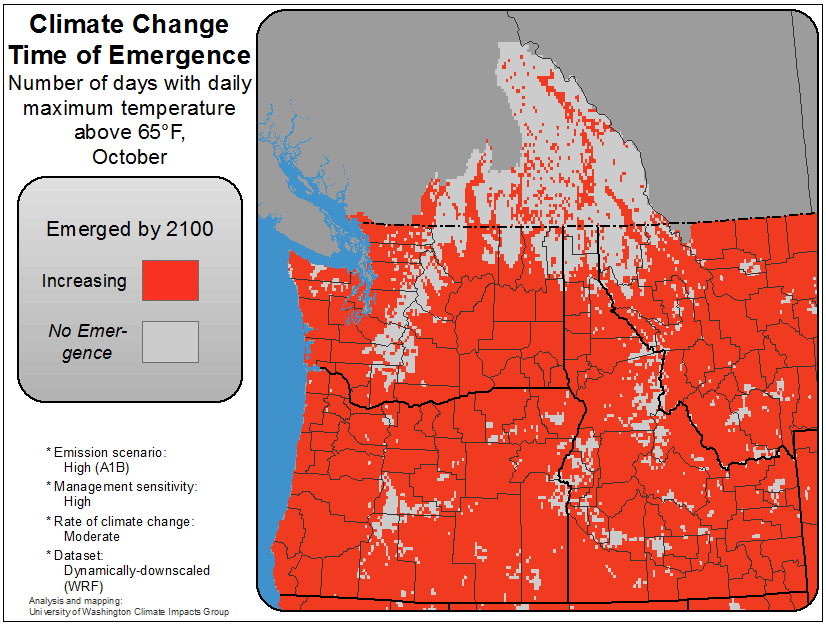 Climate Change
Time of Emergence
Number of days with daily
maximum temperature
above 65°F,
October
Emerged by 2100
Increasing
No Emer-
gence
* Emission scenario:
High (A1B)
* Management sensitivity:
High
* Rate of climate change:
Moderate
* Dataset:
Dynamically-downscaled
(WRF)
Analysis and mapping:
University of Washington Climate Impacts Group